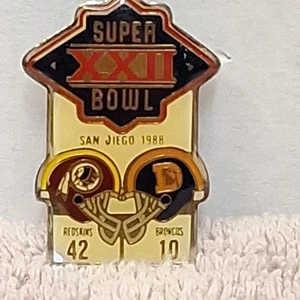 SUPER
XXII
BOWL
SAN DIEGO 1988
REDSKINS BRONCOS
42 10